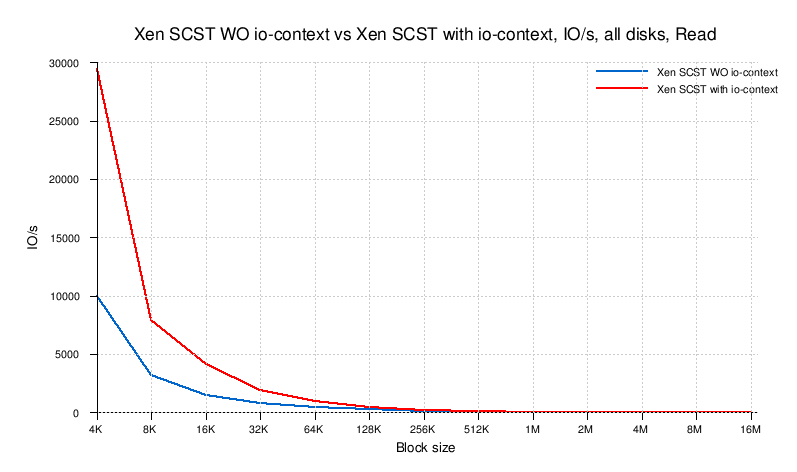 Xen SCST WO io-context vs Xen SCST with io-context, IO/s, all disks, Read
Xen SCST WO io-context
Xen SCST with io-context
30000
25000
20000
15000
10000
5000
0
IO/s
4K 8K 16K 32K 64K 128K 256K 512K 1M 2M 4M 8M 16M
Block size